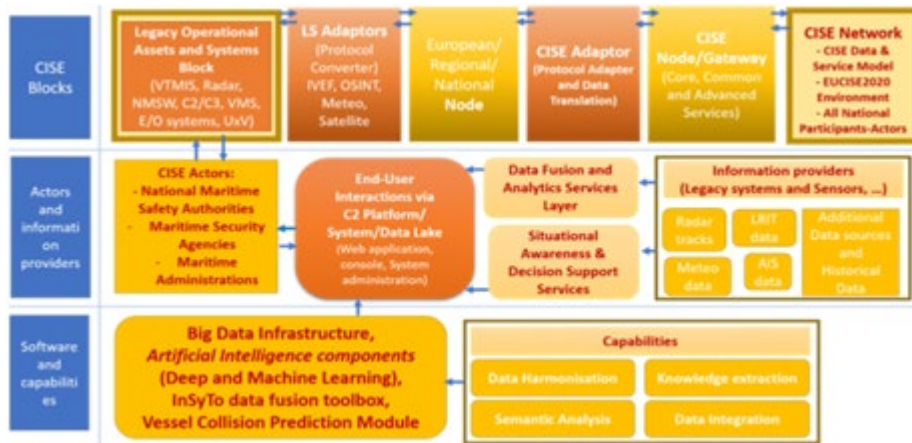 CISE
Blocks
Legacy Operational
Assets and Systems
Block
(VTMIS, Radar,
NMSW, C2/C3, VMS,
E/O systems, UxV)
LS Adaptors
(Protocol
Converter)
IVEF, OSINT,
Meteo,
Satellite
European/
Regional/
National
Node
CISE Adaptor
(Protocol Adapter
and Data
Translation)
CISE
Node/Gateway
(Core, Common
and Advanced
Services)
CISE Network
- CISE Data &
Service Model
- EUCISE2020
Environment
- All National
Participants-Actors
Actors
and
informati
on
providers
CISE Actors:
- National Maritime
Safety Authorities
- Maritime Security
Agencies
- Maritime
Administrations
End-User
Interactions via
C2 Platform/
System/Data Lake
(Web application,
console, System
administration)
Data Fusion and
Analytics Services
Layer
Situational
Awareness &
Decision Support
Services
Information providers
(Legacy systems and Sensors, ...)
Radar
tracks
LRIT
data
Meteo
data
AIS
data
Additional
Data sources
and
Historical
Data
Software
and
capabiliti
es
Big Data Infrastructure,
Artificial Intelligence components
(Deep and Machine Learning),
InSyTo data fusion toolbox,
Vessel Collision Prediction Module
Capabilities
Data Harmonisation
Knowledge extraction
Semantic Analysis
Data Integration